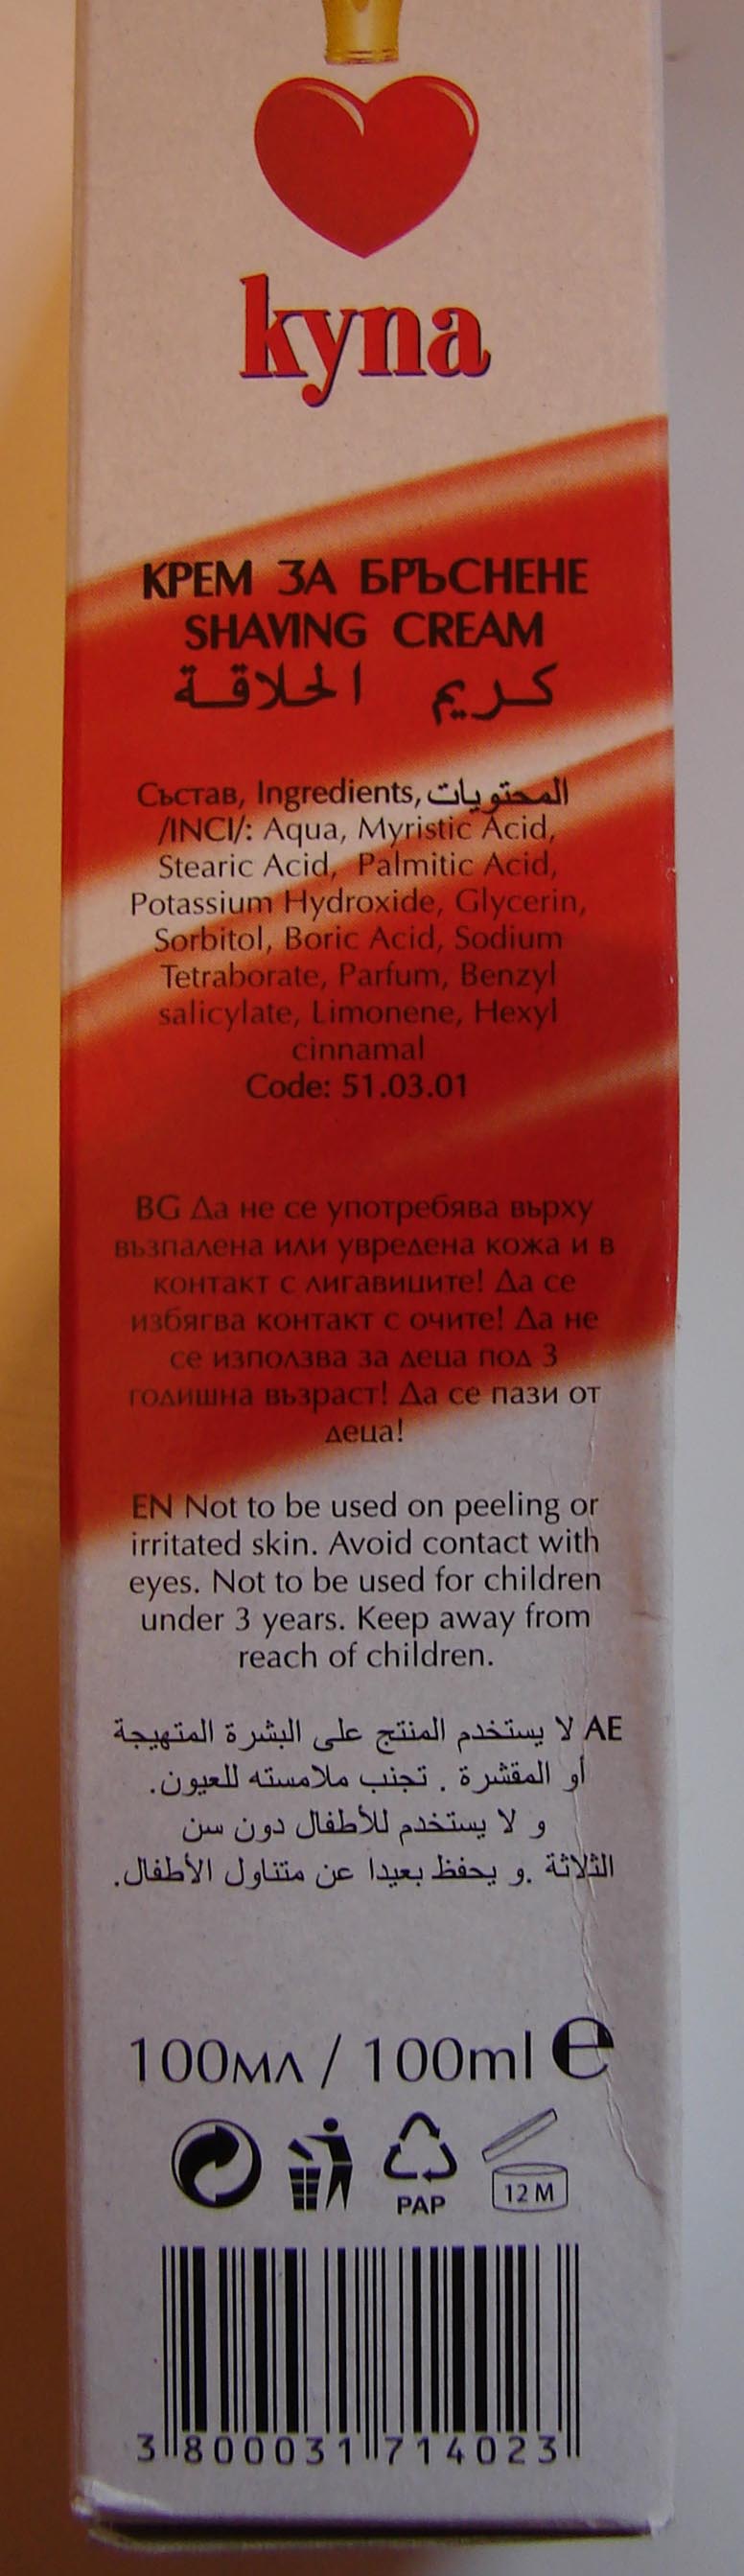 kyna
КРЕМ ЗА БРЪСНЕНЕ
SHAVING CREAM
كريم الحلاقة
Състав, Ingredients, المحتويات
/INCI/: Aqua, Myristic Acid,
Stearic Acid, Palmitic Acid,
Potassium Hydroxide, Glycerin,
Sorbitol, Boric Acid, Sodium
Tetraborate, Parfum, Benzyl
salicylate, Limonene, Hexyl
cinnamal
Code: 51.03.01
BG Да не се употребява върху
възпалена или увредена кожа и в
контакт с лигавиците! Да се
избягва контакт с очите! Да не
се използва за деца под 3
годишна възраст! Да се пази от
деца!
EN Not to be used on peeling or
irritated skin. Avoid contact with
eyes. Not to be used for children
under 3 years. Keep away from
reach of children.
AE لا يستخدم المنتج على البشرة المتهيجة
أو المقشرة . تجنب ملامسته للعيون.
و لا يستخدم للأطفال دون سن
الثلاثة .و يحفظ بعيدا عن متناول الأطفال.
100мл / 100ml e
PAP
12 M
3 800031 714023